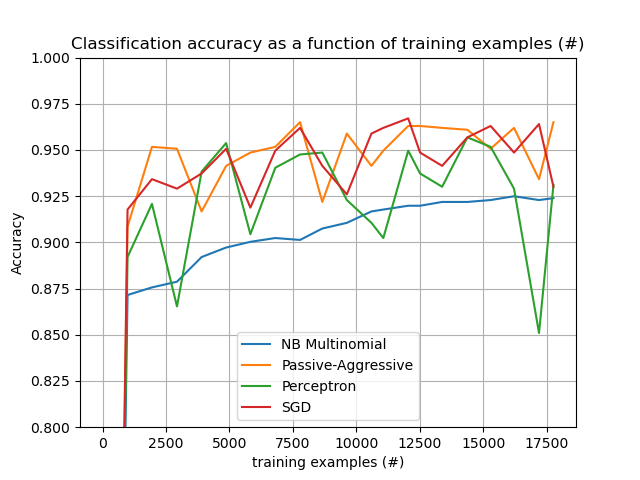 Classification accuracy as a function of training examples (#)
1.000
0.975
0.950
0.925
0.900
0.875
0.850
0.825
0.800
Accuracy
NB Multinomial
Passive-Aggressive
Perceptron
SGD
0 2500 5000 7500 10000 12500 15000 17500
training examples (#)